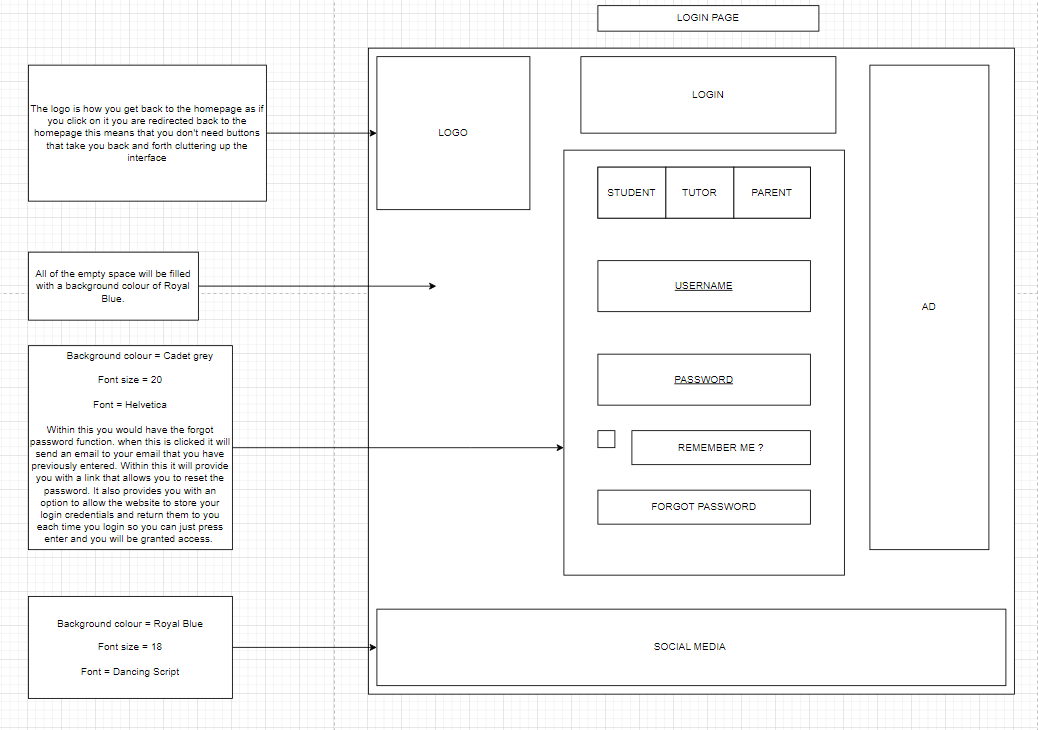 LOGIN PAGE
The logo is how you get back to the homepage as if
you click on it you are redirected back to the
homepage this means that you don't need buttons
that take you back and forth cluttering up the
interface
LOGO
LOGIN
STUDENT TUTOR PARENT
All of the empty space will be filled
with a background colour of Royal
Blue.
USERNAME
AD
Background colour = Cadet grey
Font size = 20
Font = Helvetica
Within this you would have the forgot
password function. when this is clicked it will
send an email to your email that you have
previously entered. Within this it will provide
you with a link that allows you to reset the
password. It also provides you with an
option to allow the website to store your
login credentials and return them to you
each time you login so you can just press
enter and you will be granted access.
PASSWORD
REMEMBER ME ?
FORGOT PASSWORD
Background colour = Royal Blue
Font size = 18
Font = Dancing Script
SOCIAL MEDIA